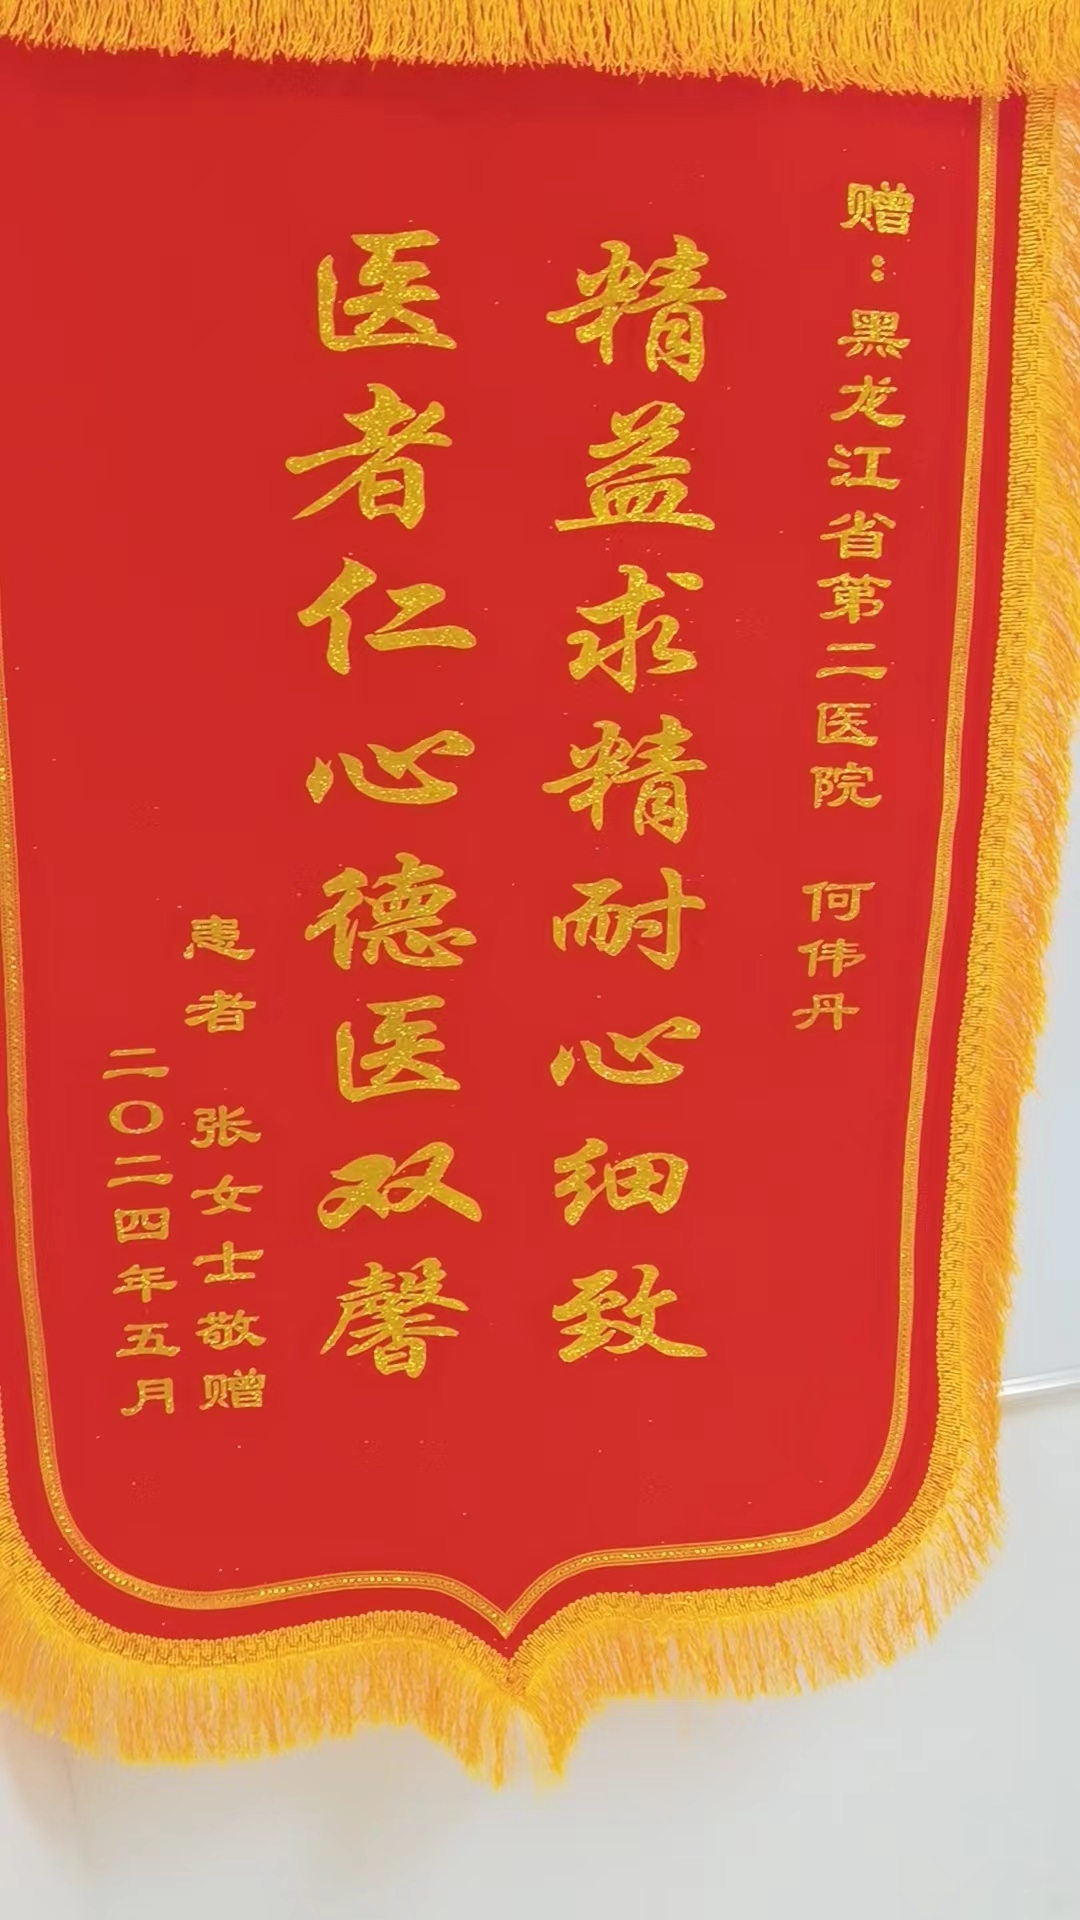 赠：黑龙江省第二医院 何伟丹
精益求精耐心细致
医者仁心德医双馨
患者 张女士敬赠
二〇二四年五月